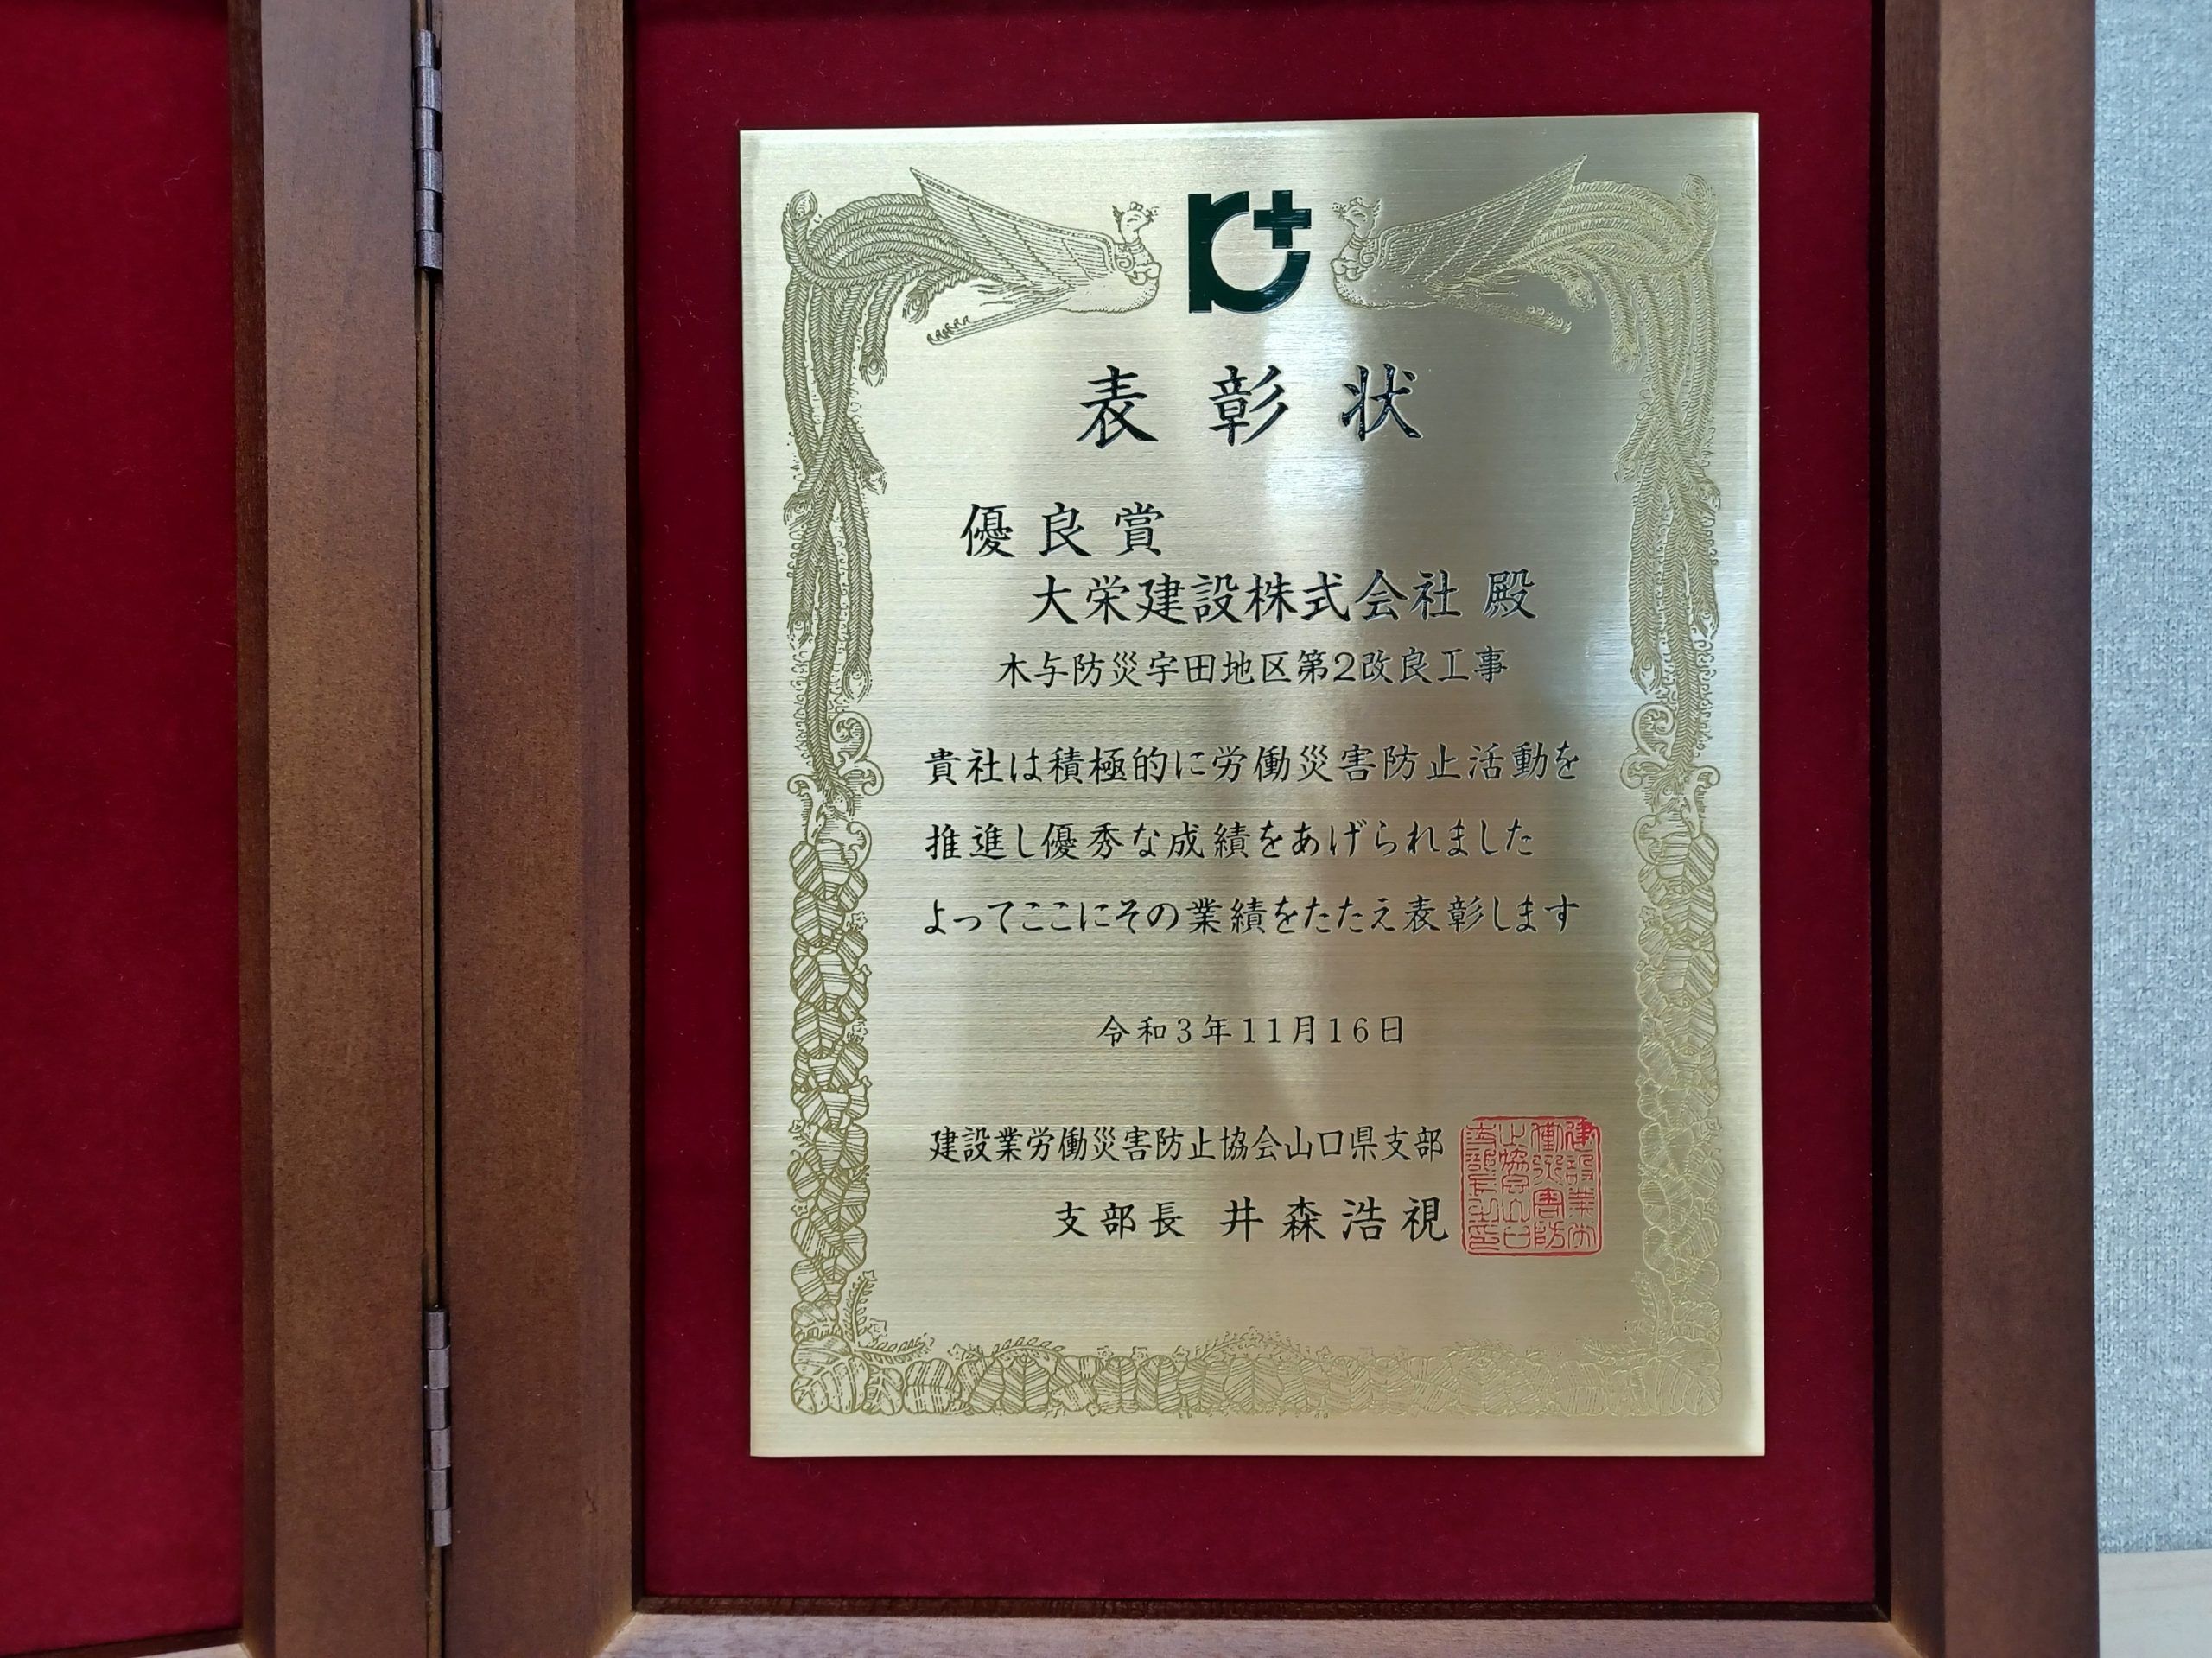 表彰状
優良賞
大栄建設株式会社 殿
木与防災宇田地区第2改良工事
貴社は積極的に労働災害防止活動を
推進し優秀な成績をあげられました
よってここにその業績をたたえ表彰します
令和3年11月16日
建設業労働災害防止協会山口県支部
支部長 井森浩視